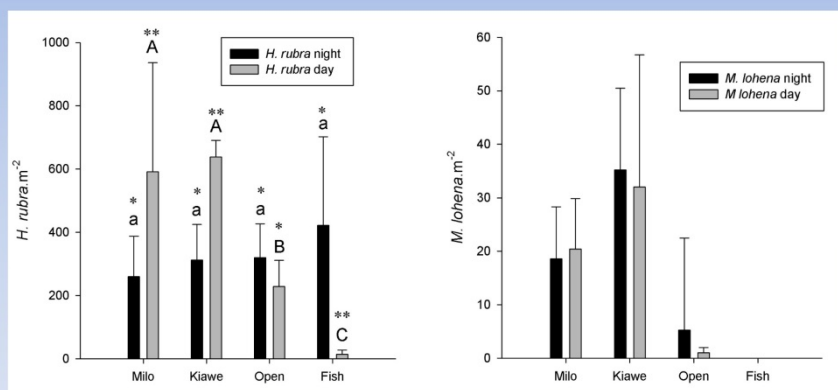 1000
800
600
400
200
0
H. rubra.m-2
H. rubra night
H. rubra day
*
a
**
A
*
a
**
A
*
a
*
B
*
a
**
C
Milo Kiawe Open Fish
60
50
40
30
20
10
0
M. lohena.m-2
M. lohena night
M lohena day
Milo Kiawe Open Fish